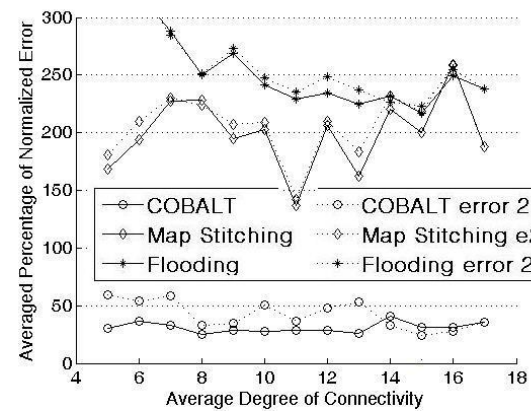 300
250
200
150
100
50
0
Averaged Percentage of Normalized Error
COBALT
COBALT error 2
Map Stitching
Map Stitching e
Flooding
Flooding error 2
4
6
8
10
12
14
16
18
Average Degree of Connectivity